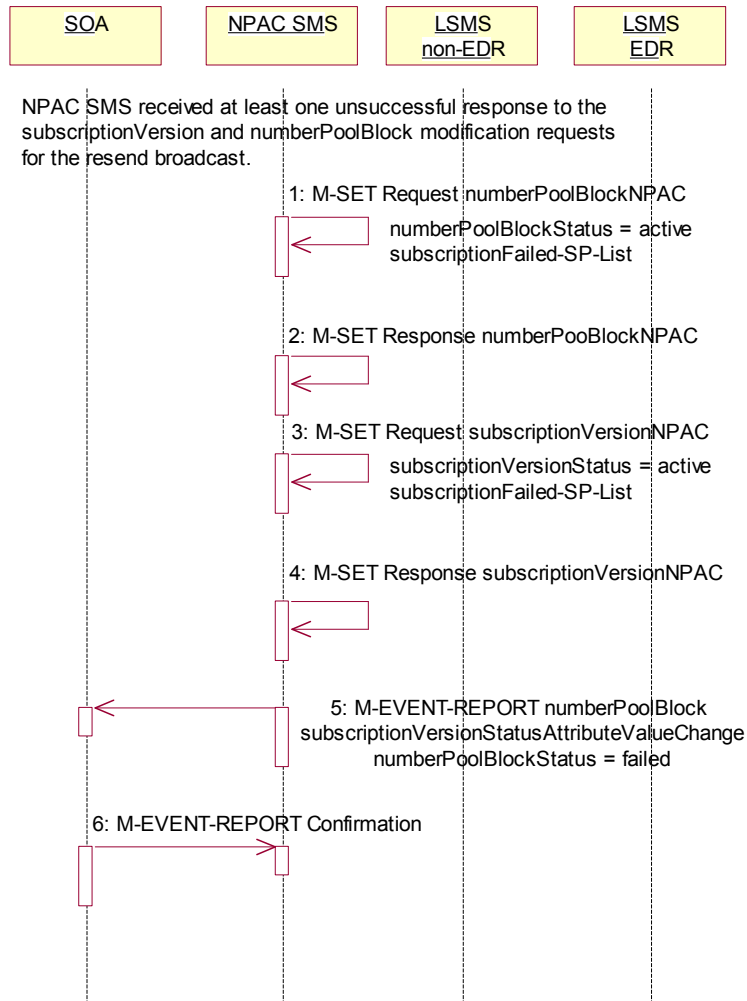 SOA
NPAC SMS
LSMS
non-EDR
LSMS
EDR
NPAC SMS received at least one unsuccessful response to the
subscriptionVersion and numberPoolBlock modification requests
for the resend broadcast.
1: M-SET Request numberPoolBlockNPAC
numberPoolBlockStatus = active
subscriptionFailed-SP-List
2: M-SET Response numberPooBlockNPAC
3: M-SET Request subscriptionVersionNPAC
subscriptionVersionStatus = active
subscriptionFailed-SP-List
4: M-SET Response subscriptionVersionNPAC
5: M-EVENT-REPORT numberPoolBlock
subscriptionVersionStatusAttributeValueChange
numberPoolBlockStatus = failed
6: M-EVENT-REPORT Confirmation